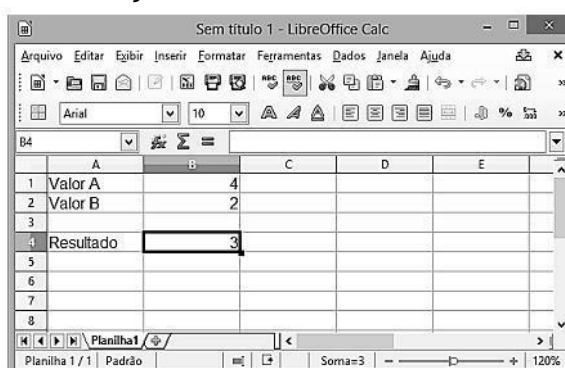 Sem título 1 - LibreOffice Calc
Arquivo Editar Exibir Inserir Formatar Ferramentas Dados Janela Ajuda
Arial 10
B4
A B C D E
1 Valor A 4
2 Valor B 2
3
4 Resultado 3
5
6
7
8
Planilha1
Planilha 1 / 1 Padrão Soma=3 120%